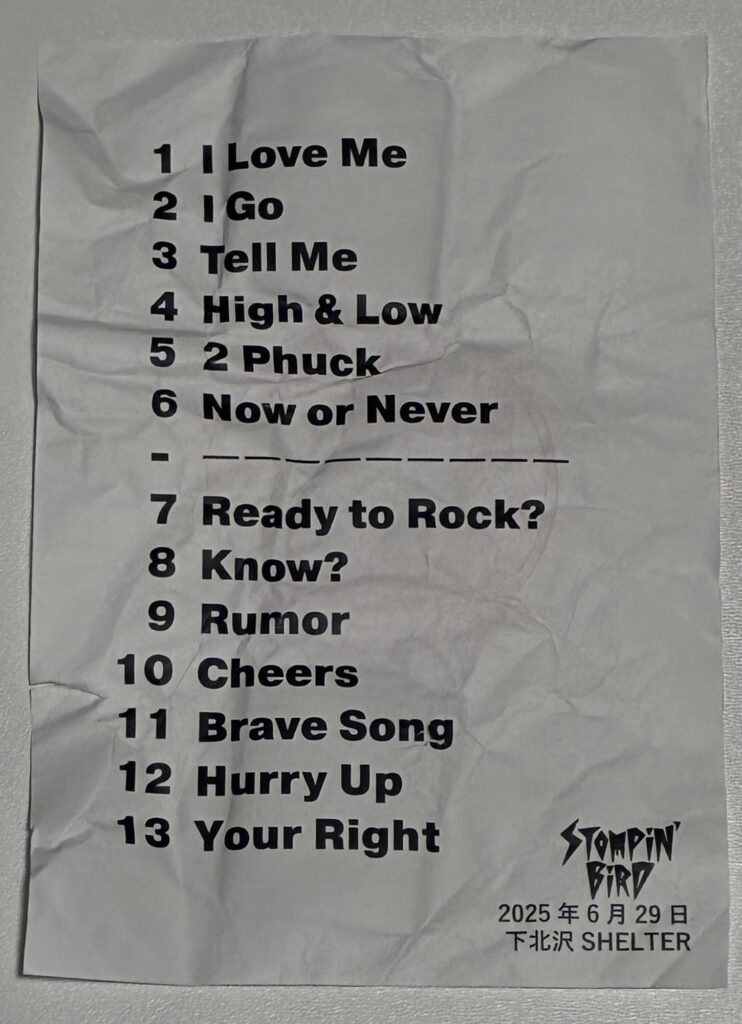 1 I Love Me
2 I Go
3 Tell Me
4 High & Low
5 2 Phuck
6 Now or Never
- — — — — — — — — —
7 Ready to Rock?
8 Know?
9 Rumor
10 Cheers
11 Brave Song
12 Hurry Up
13 Your Right
STOMPiN'
BiRD
2025年6月29日
下北沢 SHELTER